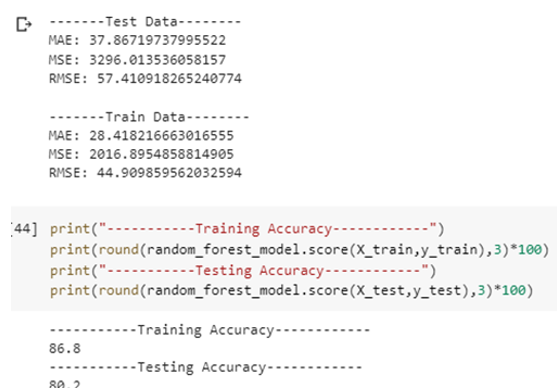 -------Test Data--------
MAE: 37.86719737995522
MSE: 3296.013536058157
RMSE: 57.410918265240774
-------Train Data--------
MAE: 28.418216663016555
MSE: 2016.8954858814905
RMSE: 44.909859562032594
[44] print("-----------Training Accuracy------------")
print(round(random_forest_model.score(X_train,y_train),3)*100)
print("-----------Testing Accuracy------------")
print(round(random_forest_model.score(X_test,y_test),3)*100)
-----------Training Accuracy------------
86.8
-----------Testing Accuracy------------
80.2